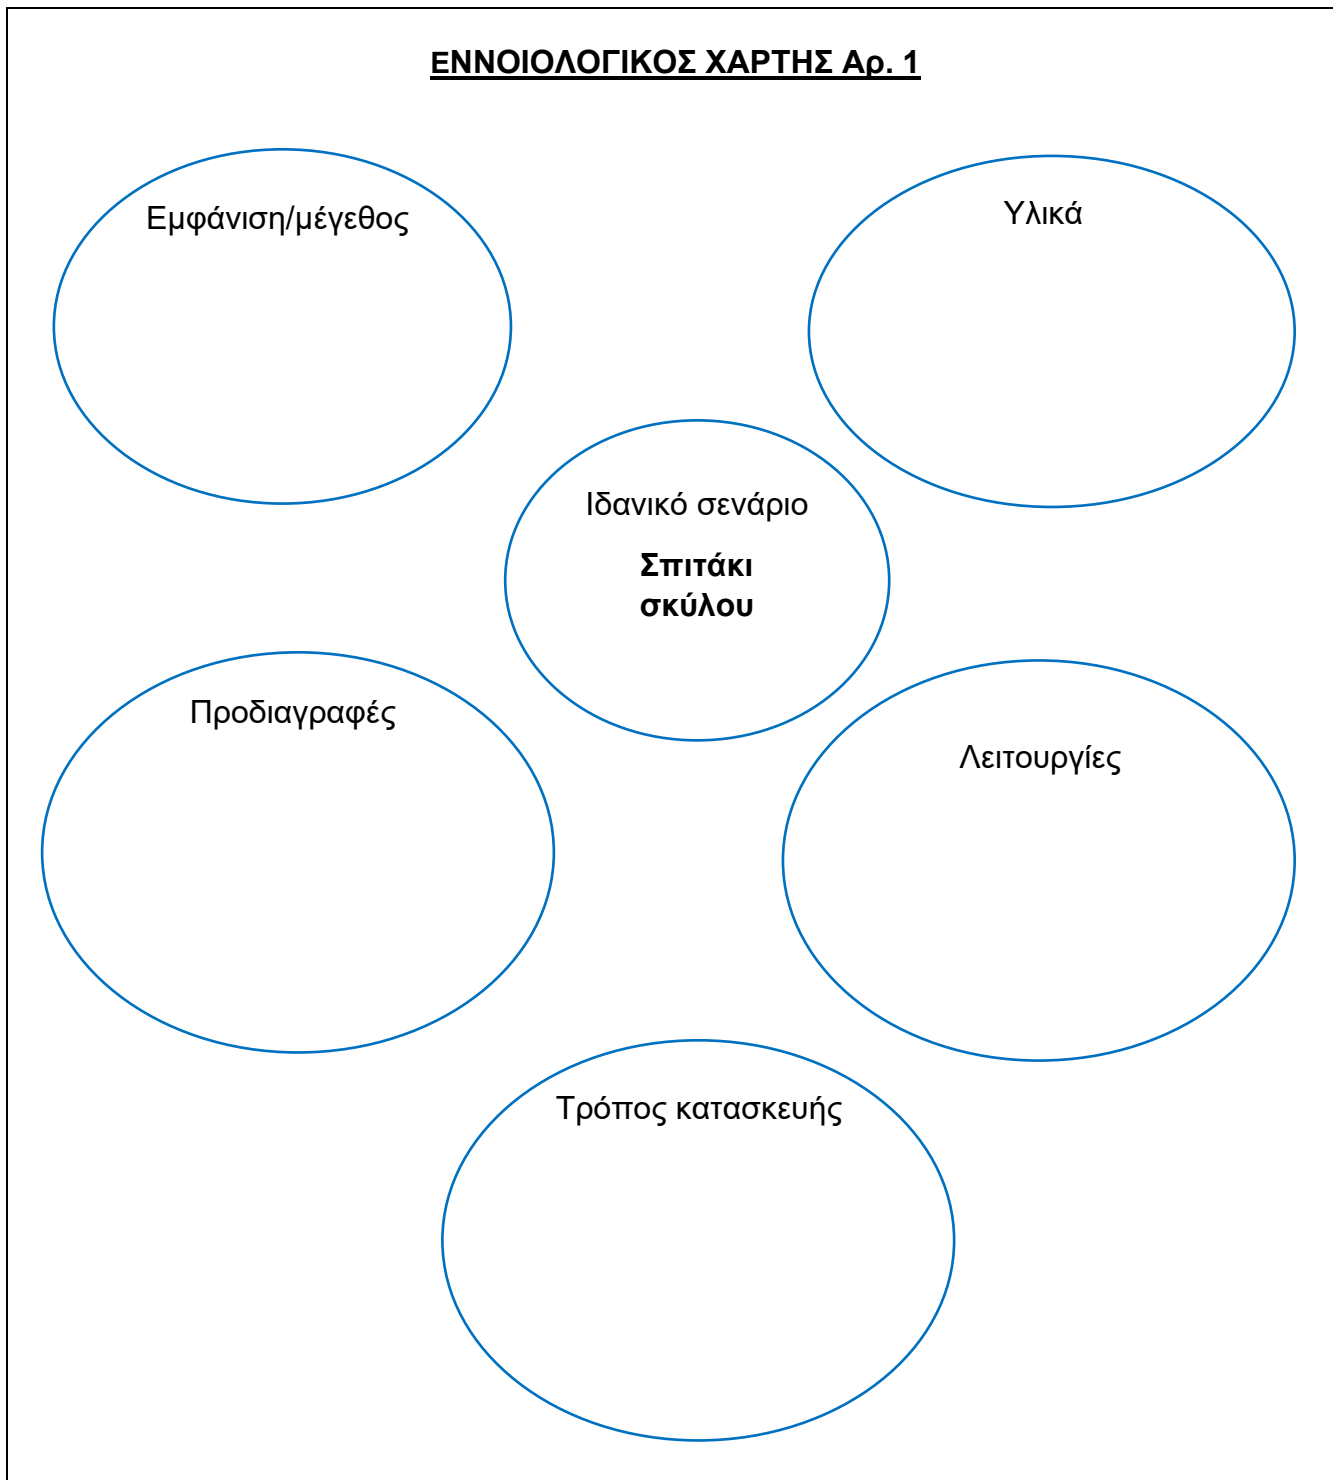 ΕΝΝΟΙΟΛΟΓΙΚΟΣ ΧΑΡΤΗΣ Αρ. 1
Εμφάνιση/μέγεθος
Υλικά
Ιδανικό σενάριο
Σπιτάκι
σκύλου
Προδιαγραφές
Λειτουργίες
Τρόπος κατασκευής